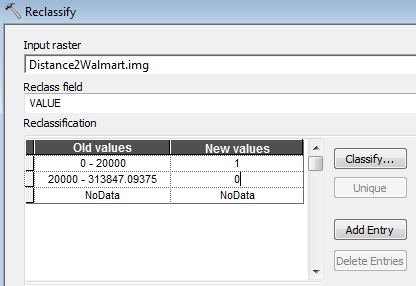 Reclassify
Input raster
Distance2Walmart.img
Reclass field
VALUE
Reclassification
Old values New values
0 - 20000 1
20000 - 313847.09375 0
NoData NoData
Classify...
Unique
Add Entry
Delete Entries